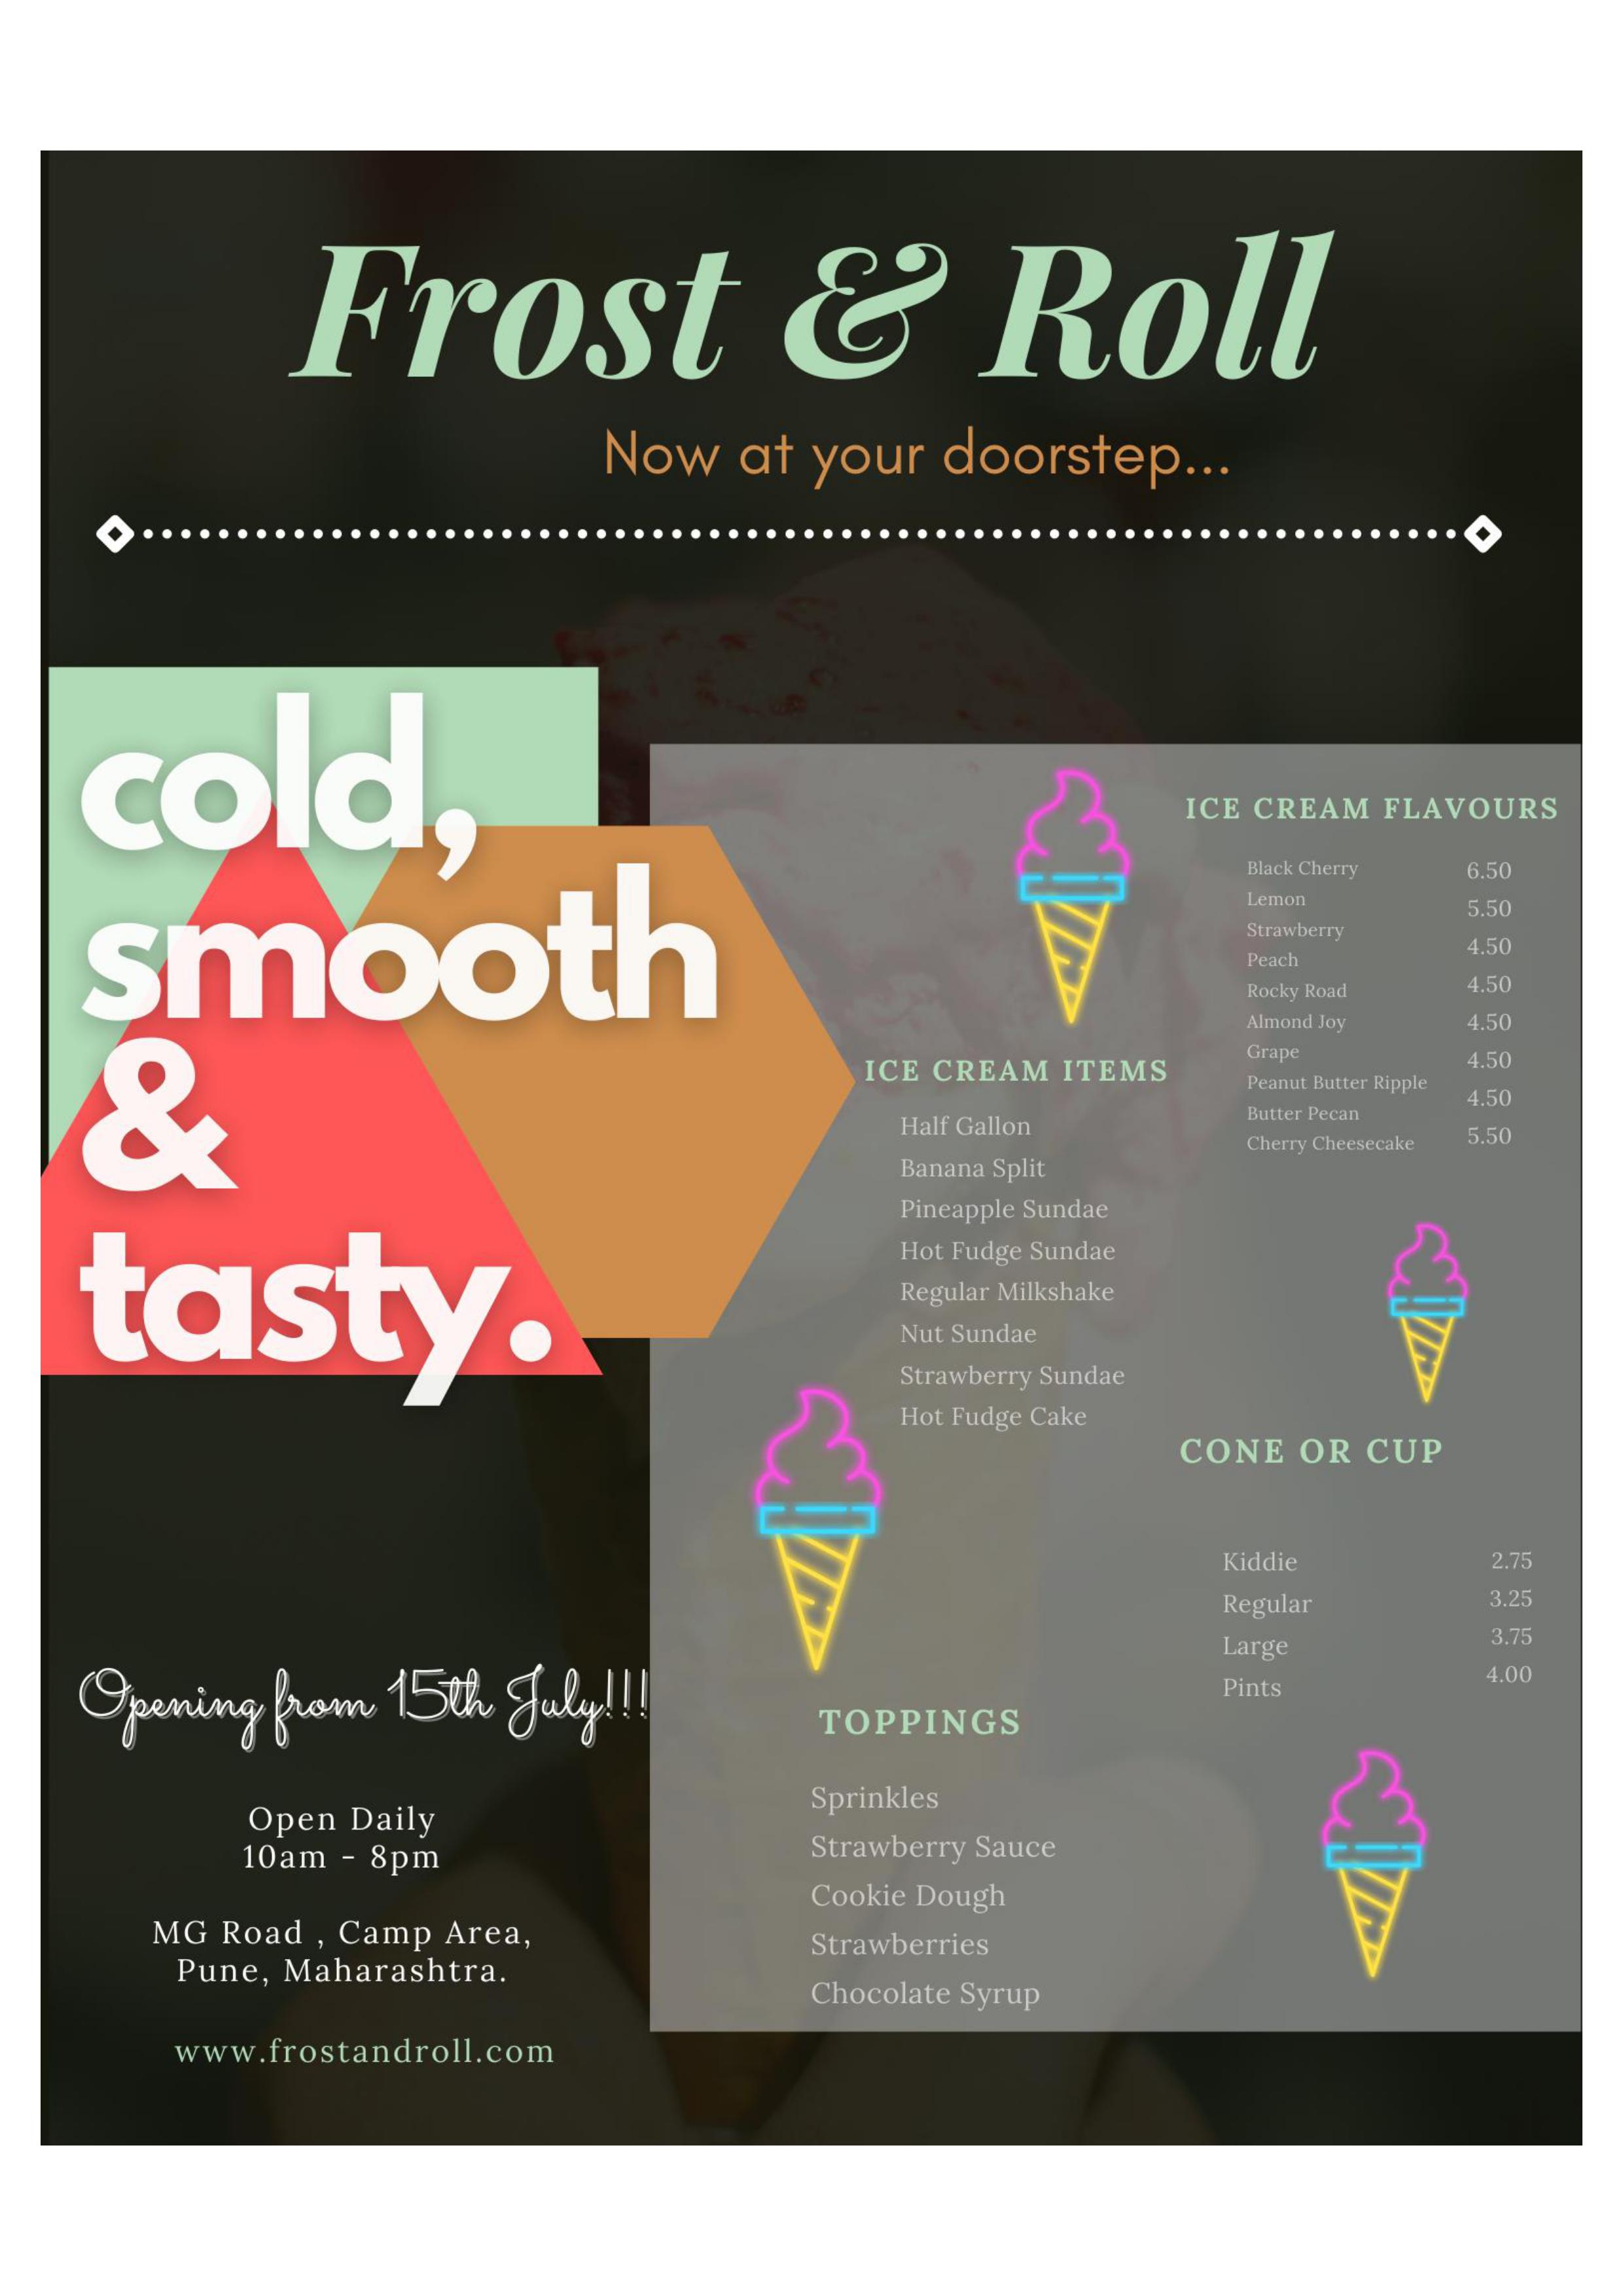 Frost & Roll
Now at your doorstep...
cold,
smooth
&
tasty.
ICE CREAM FLAVOURS
Black Cherry 6.50
Lemon 5.50
Strawberry 4.50
Peach 4.50
Rocky Road 4.50
Almond Joy 4.50
Grape 4.50
Peanut Butter Ripple 5.50
Butter Pecan
Cherry Cheesecake
ICE CREAM ITEMS
Half Gallon
Banana Split
Pineapple Sundae
Hot Fudge Sundae
Regular Milkshake
Nut Sundae
Strawberry Sundae
Hot Fudge Cake
CONE OR CUP
Kiddie 2.75
Regular 3.25
Large 3.75
Pints 4.00
TOPPINGS
Sprinkles
Strawberry Sauce
Cookie Dough
Strawberries
Chocolate Syrup
Opening from 15th July!!!
Open Daily
10am - 8pm
MG Road , Camp Area,
Pune, Maharashtra.
www.frostandroll.com